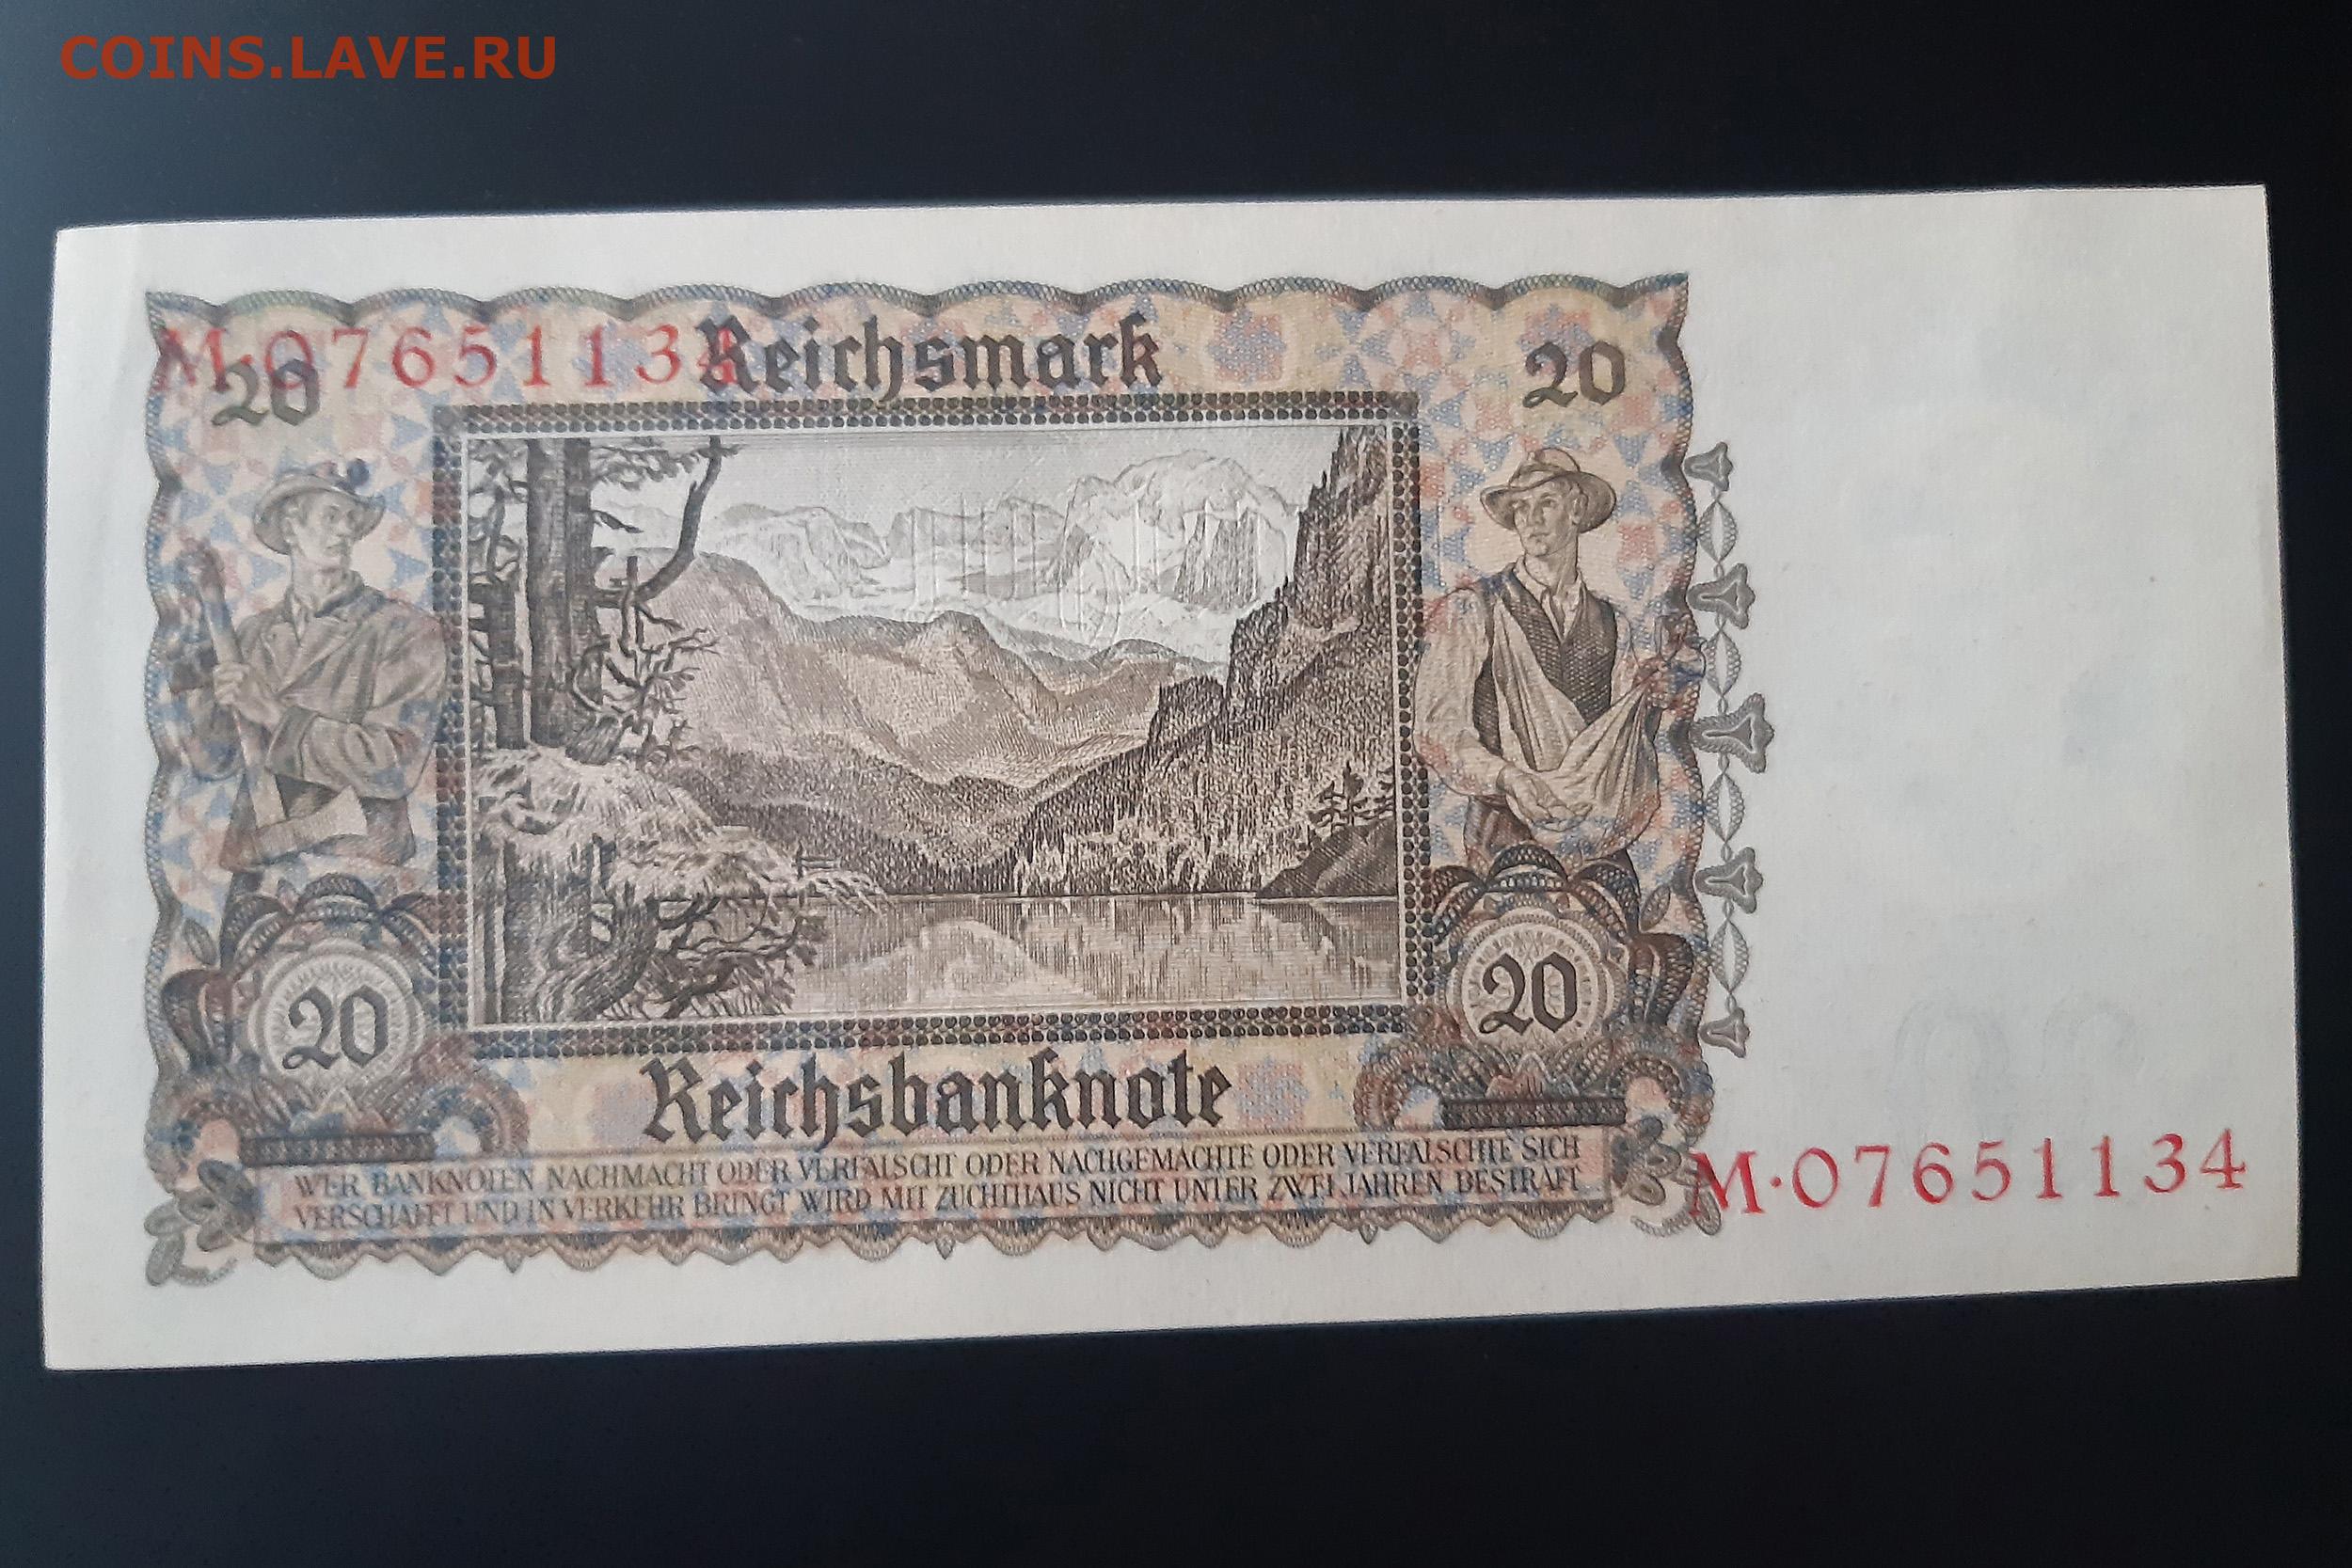 COINS.LAVE.RU
M·07651134
Reichsmark
20
20
20
20
Reichsbanknote
WER BANKNOTEN NACHMACHT ODER VERFÄLSCHT ODER NACHGEMACHTE ODER VERFÄLSCHTE SICH
VERSCHAFFT UND IN VERKEHR BRINGT, WIRD MIT ZUCHTHAUS NICHT UNTER ZWEI JAHREN BESTRAFT
M·07651134